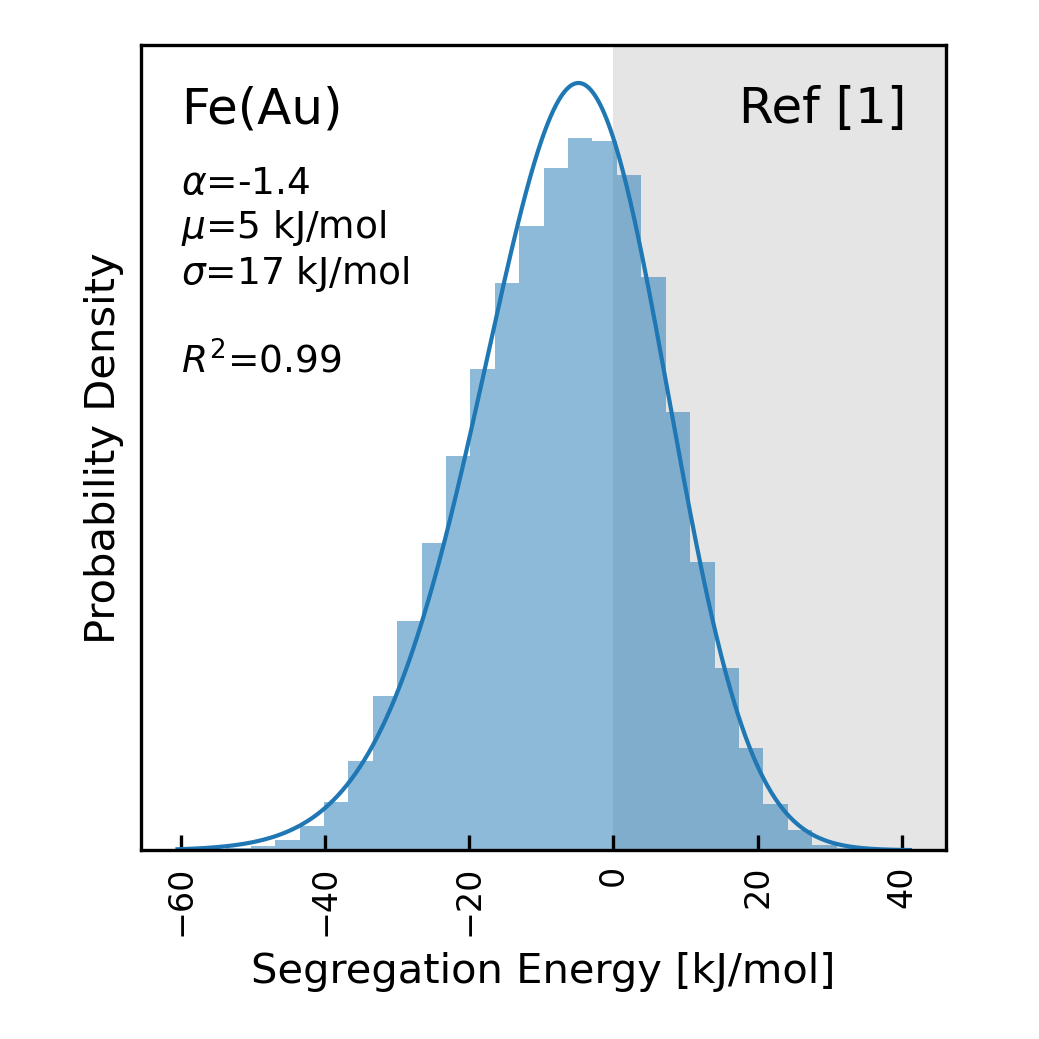 Fe(Au)
Ref [1]
α=-1.4
μ=5 kJ/mol
σ=17 kJ/mol
R²=0.99
Probability Density
−60
−40
−20
0
20
40
Segregation Energy [kJ/mol]